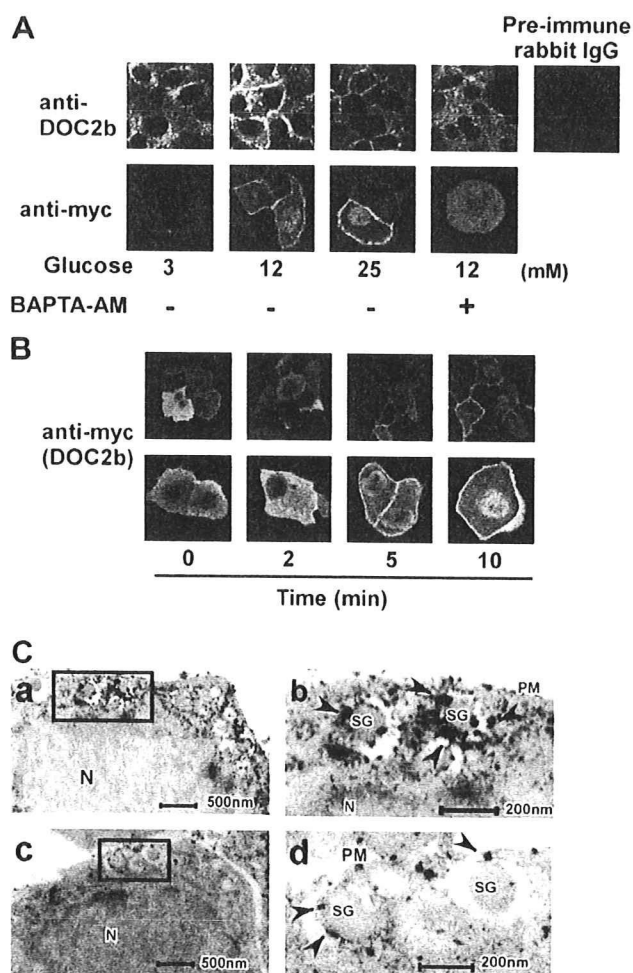 A
Pre-immune
rabbit IgG
anti-
DOC2b
anti-myc
Glucose 3 12 25 12 (mM)
BAPTA-AM - - - +
B
anti-myc
(DOC2b)
0 2 5 10
Time (min)
C
a N 500nm
b SG SG PM N 200nm
c N 500nm
d PM SG SG 200nm